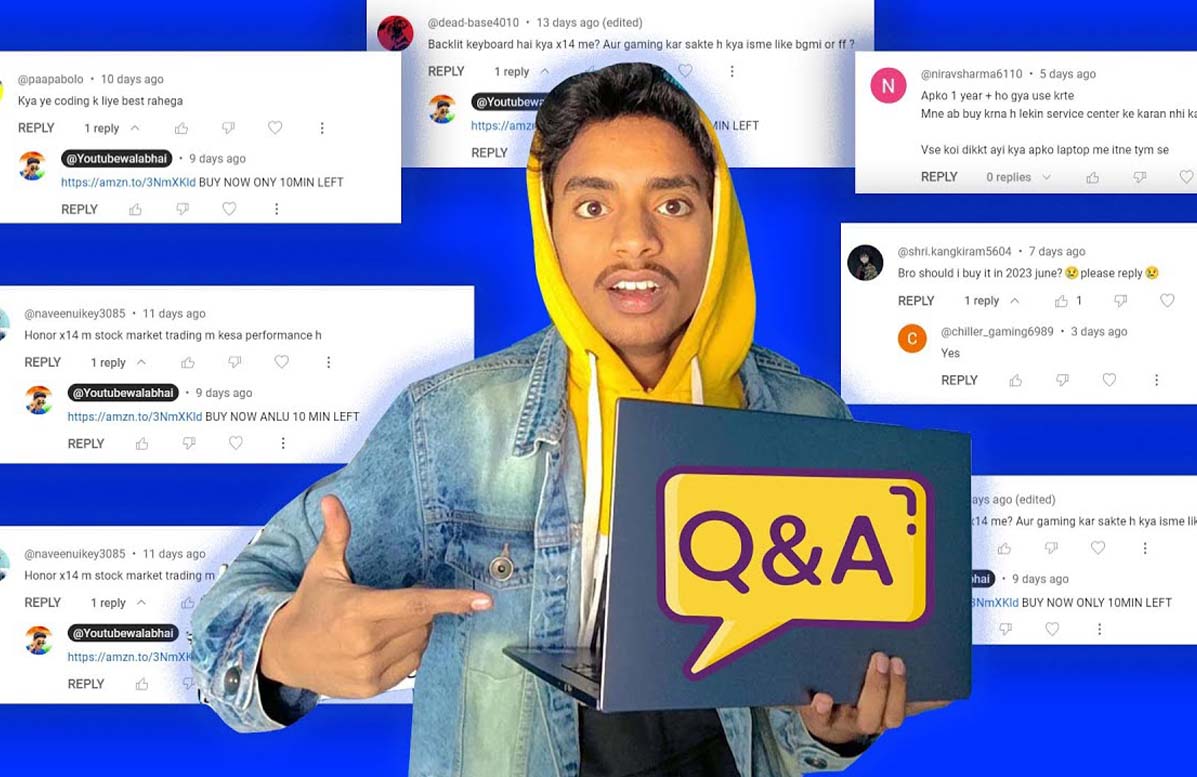 @dead-base4010 • 13 days ago (edited)
Backlit keyboard hai kya x14 me? Aur gaming kar sakte h kya isme like bgmi or ff ?
REPLY 1 reply
@Youtubewa
https://amz MIN LEFT
REPLY
@paapabolo • 10 days ago
Kya ye coding k liye best rahega
REPLY 1 reply
@Youtubewalabhai • 9 days ago
https://amzn.to/3NmXKld BUY NOW ONY 10MIN LEFT
REPLY
N
@niravsharma6110 • 5 days ago
Apko 1 year + ho gya use krte
Mne ab buy krna h lekin service center ke karan nhi ka
Vse koi dikkt ayi kya apko laptop me itne tym se
REPLY 0 replies
@shri.kangkiram5604 • 7 days ago
Bro should i buy it in 2023 june? 😢 please reply 😢
REPLY 1 reply 1
C
@chiller_gaming6989 • 3 days ago
Yes
REPLY
@naveenuikey3085 • 11 days ago
Honor x14 m stock market trading m kesa performance h
REPLY 1 reply
@Youtubewalabhai • 9 days ago
https://amzn.to/3NmXKld BUY NOW ANLU 10 MIN LEFT
REPLY
Q&A
@naveenuikey3085 • 11 days ago
Honor x14 m stock market trading m
REPLY 1 reply
@Youtubewalabhai
https://amzn.to/3NmXK
REPLY
ays ago (edited)
x14 me? Aur gaming kar sakte h kya isme lik
hai • 9 days ago
3NmXKld BUY NOW ONLY 10MIN LEFT